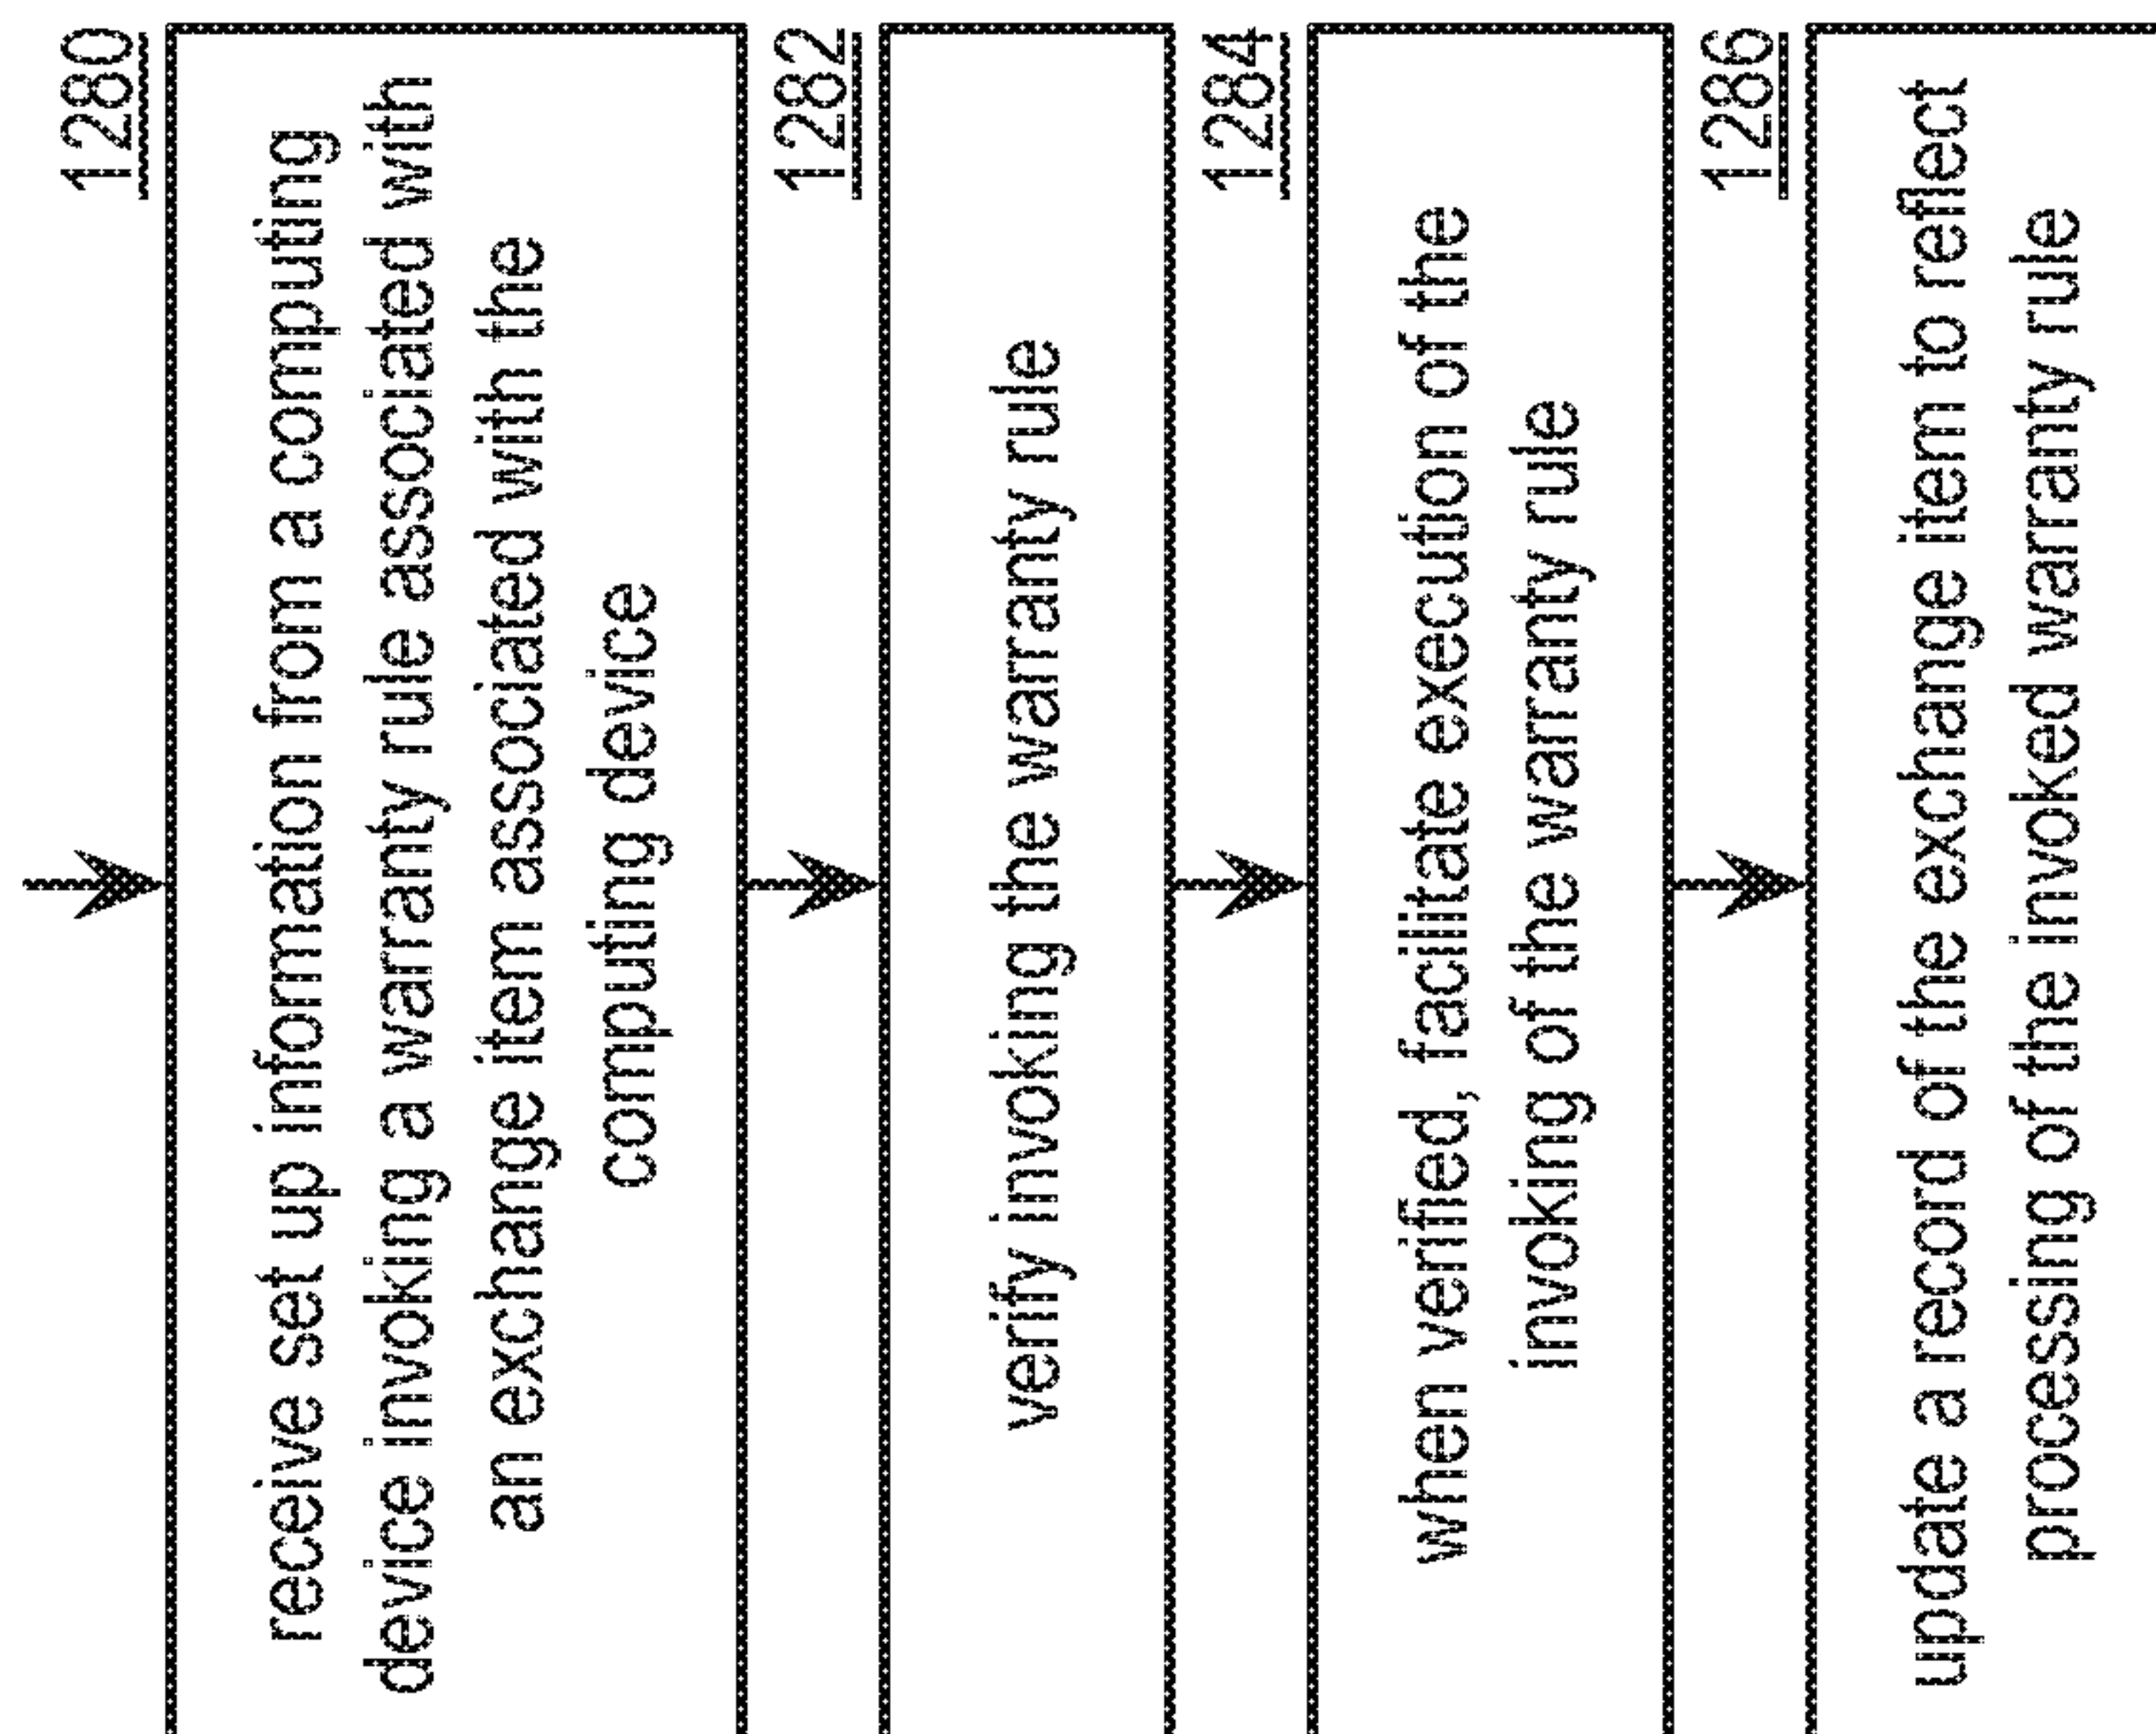 1280
receive set up information from a computing
device invoking a warranty rule associated with
an exchange item associated with the
computing device
1282
verify invoking the warranty rule
1284
when verified, facilitate execution of the
invoking of the warranty rule
1286
update a record of the exchange item to reflect
processing of the invoked warranty rule